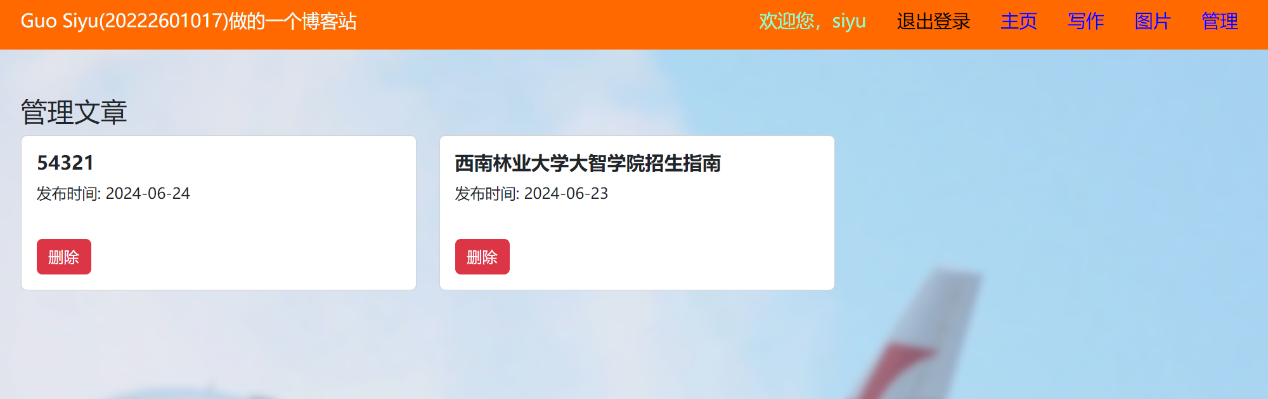 Guo Siyu(20222601017)做的一个博客站 欢迎您，siyu 退出登录 主页 写作 图片 管理
管理文章
54321
发布时间: 2024-06-24
删除
西南林业大学大智学院招生指南
发布时间: 2024-06-23
删除